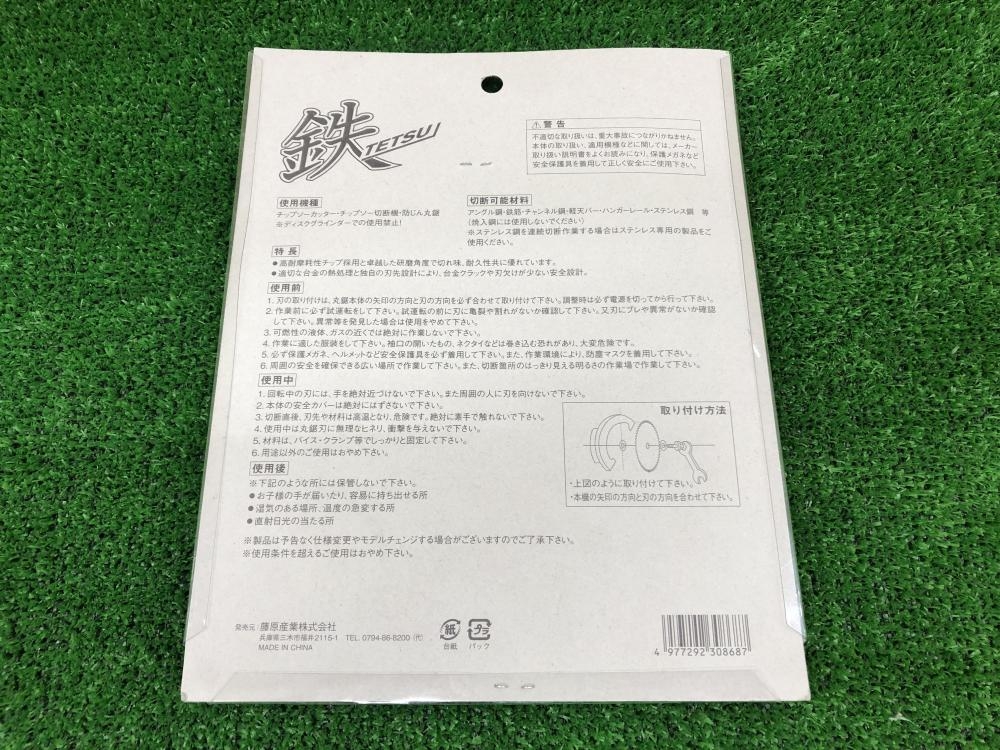 鉄 TETSU
⚠警告
不適切な取り扱いは、重大事故につながりかねません。
本体の取り扱い、適用機種などに関しては、メーカー
取り扱い説明書をよくお読みになり、保護メガネなど
安全保護具を着用して正しく安全にご使用下さい。
使用機種
チップソーカッター・チップソー切断機・防じん丸鋸
※ディスクグラインダーでの使用禁止!
切断可能材料
アングル鋼・鉄筋・チャンネル鋼・軽天バー・ハンガーレール・ステンレス鋼 等
(焼入鋼には使用しないでください)
※ステンレス鋼を連続切断作業する場合はステンレス専用の製品をご
使用ください。
特長
●高耐摩耗性チップ採用と卓越した研磨角度で切れ味、耐久性共に優れています。
●適切な台金の熱処理と独自の刃先設計により、台金クラックや刃欠けが少ない安全設計。
使用前
1. 刃の取り付けは、丸鋸本体の矢印の方向と刃の方向を必ず合わせて取り付けて下さい。調整時は必ず電源を切ってから行って下さい。
2. 作業前に必ず試運転をして下さい。試運転の前に刃に亀裂や割れがないか確認して下さい。又刃にブレや異常がないか確認
して下さい。異常等を発見した場合は使用をやめて下さい。
3. 可燃性の液体、ガスの近くでは絶対に作業しないで下さい。
4. 作業に適した服装をして下さい。袖口の開いたもの、ネクタイなどは巻き込む恐れがあり、大変危険です。
5. 必ず保護メガネ、ヘルメットなど安全保護具を必ず着用して下さい。また、作業環境により、防塵マスクを着用して下さい。
6. 周囲の安全を確保できる広い場所で作業して下さい。また、切断箇所のはっきり見える明るさの作業場で作業して下さい。
使用中
1. 回転中の刃には、手を絶対近づけないで下さい。また周囲の人に刃を向けないで下さい。
2. 本体の安全カバーは絶対にはずさないで下さい。
3. 切断直後、刃先や材料は高温となり、危険です。絶対に素手で触れないで下さい。
4. 使用中は丸鋸刃に無理なヒネリ、衝撃を与えないで下さい。
5. 材料は、バイス・クランプ等でしっかりと固定して下さい。
6. 用途以外のご使用はおやめ下さい。
取り付け方法
・上図のように取り付けて下さい。
・本機の矢印の方向と刃の方向を合わせて下さい。
使用後
※下記のような所には保管しないで下さい。
●お子様の手が届いたり、容易に持ち出せる所
●湿気のある場所、温度の急変する所
●直射日光の当たる所
※製品は予告なく仕様変更やモデルチェンジする場合がございますのでご了承下さい。
※使用条件を超えるご使用はおやめ下さい。
発売元: 藤原産業株式会社
兵庫県三木市福井2115-1 TEL. 0794-86-8200 (代)
MADE IN CHINA
紙 台紙
プラ パック
4 977292 308687